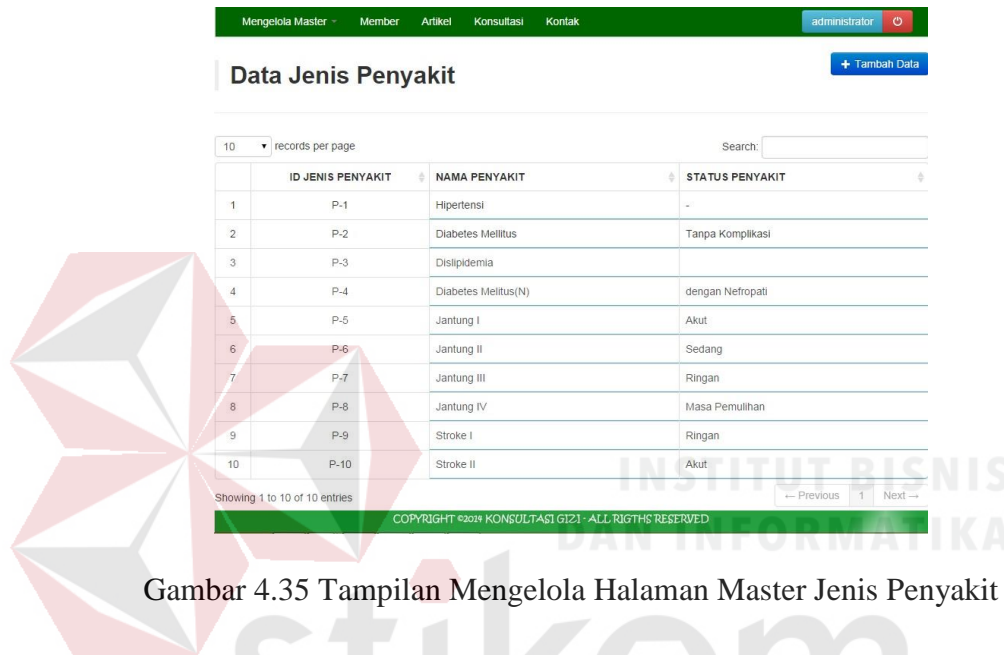 Mengelola Master Member Artikel Konsultasi Kontak administrator
Data Jenis Penyakit
+ Tambah Data
10 records per page Search:
ID JENIS PENYAKIT NAMA PENYAKIT STATUS PENYAKIT
1 P-1 Hipertensi -
2 P-2 Diabetes Mellitus Tanpa Komplikasi
3 P-3 Dislipidemia
4 P-4 Diabetes Melitus(N) dengan Nefropati
5 P-5 Jantung I Akut
6 P-6 Jantung II Sedang
7 P-7 Jantung III Ringan
8 P-8 Jantung IV Masa Pemulihan
9 P-9 Stroke I Ringan
10 P-10 Stroke II Akut
INSTITUT BISNIS
Showing 1 to 10 of 10 entries ← Previous 1 Next →
COPYRIGHT ©2014 KONSULTASI GIZI - ALL RIGTHS RESERVED
DAN INFORMATIKA
Gambar 4.35 Tampilan Mengelola Halaman Master Jenis Penyakit
stikom